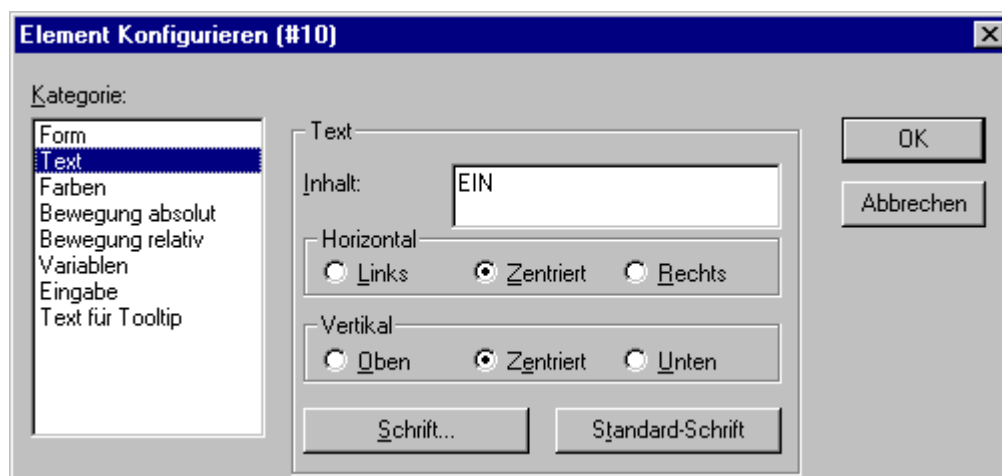 Element Konfigurieren (#10)
Kategorie:
Form
Text
Farben
Bewegung absolut
Bewegung relativ
Variablen
Eingabe
Text für Tooltip
Text
Inhalt:
EIN
Horizontal
Links
Zentriert
Rechts
Vertikal
Oben
Zentriert
Unten
Schrift...
Standard-Schrift
OK
Abbrechen